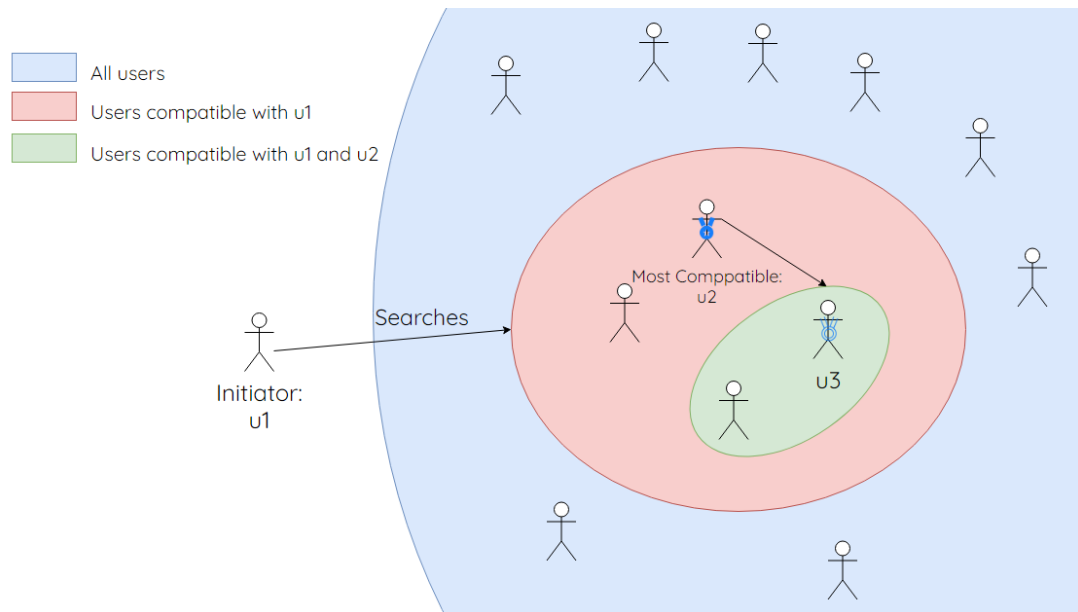 All users
Users compatible with u1
Users compatible with u1 and u2
Most Comppatible:
u2
Searches
u3
Initiator:
u1